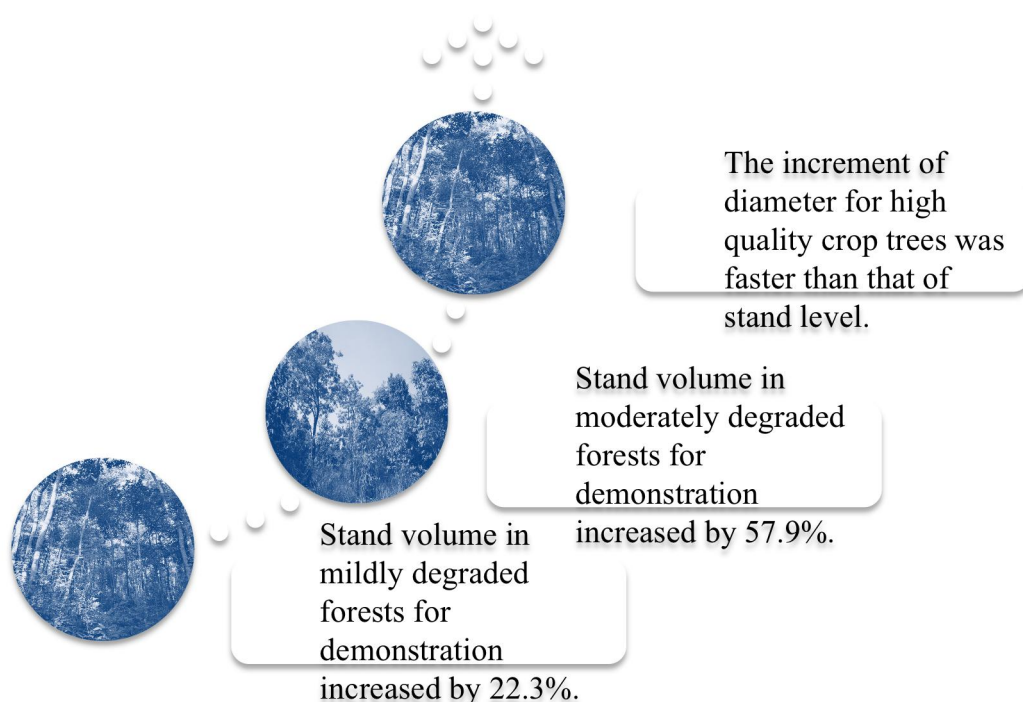 The increment of
diameter for high
quality crop trees was
faster than that of
stand level.
Stand volume in
moderately degraded
forests for
demonstration
increased by 57.9%.
Stand volume in
mildly degraded
forests for
demonstration
increased by 22.3%.